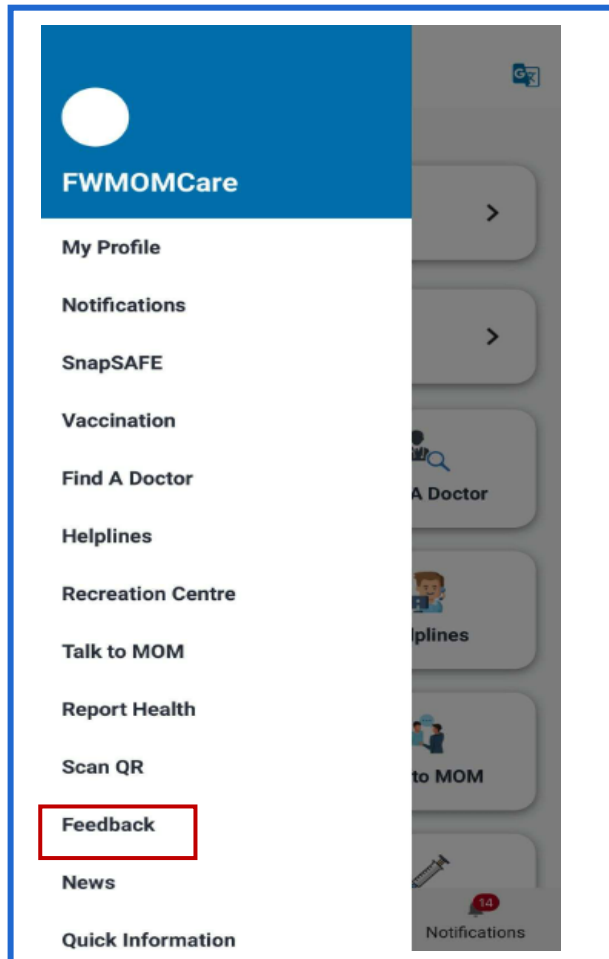 FWMOMCare
My Profile
Notifications
SnapSAFE
Vaccination
Find A Doctor
Helplines
Recreation Centre
Talk to MOM
Report Health
Scan QR
Feedback
News
Quick Information
A Doctor
lplines
to MOM
14
Notifications